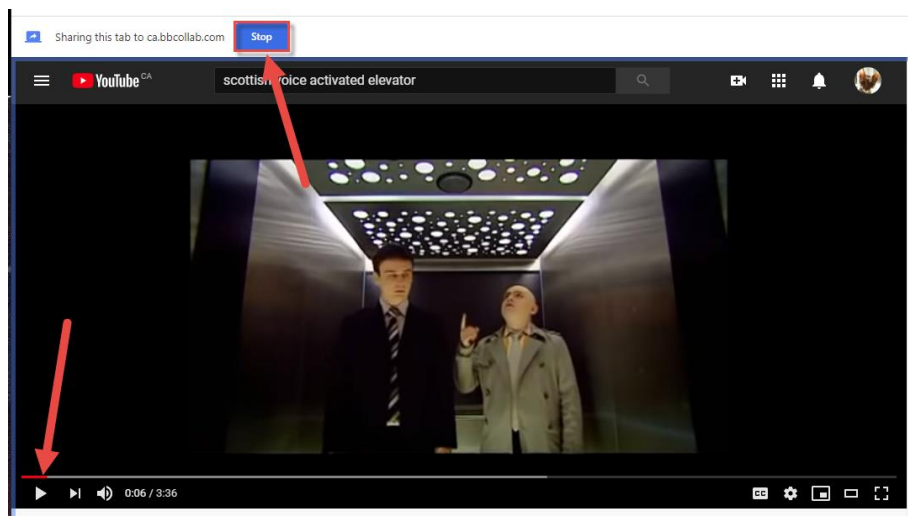 Sharing this tab to ca.bbcollab.com Stop
YouTube CA scottish voice activated elevator
0:06 / 3:36 CC